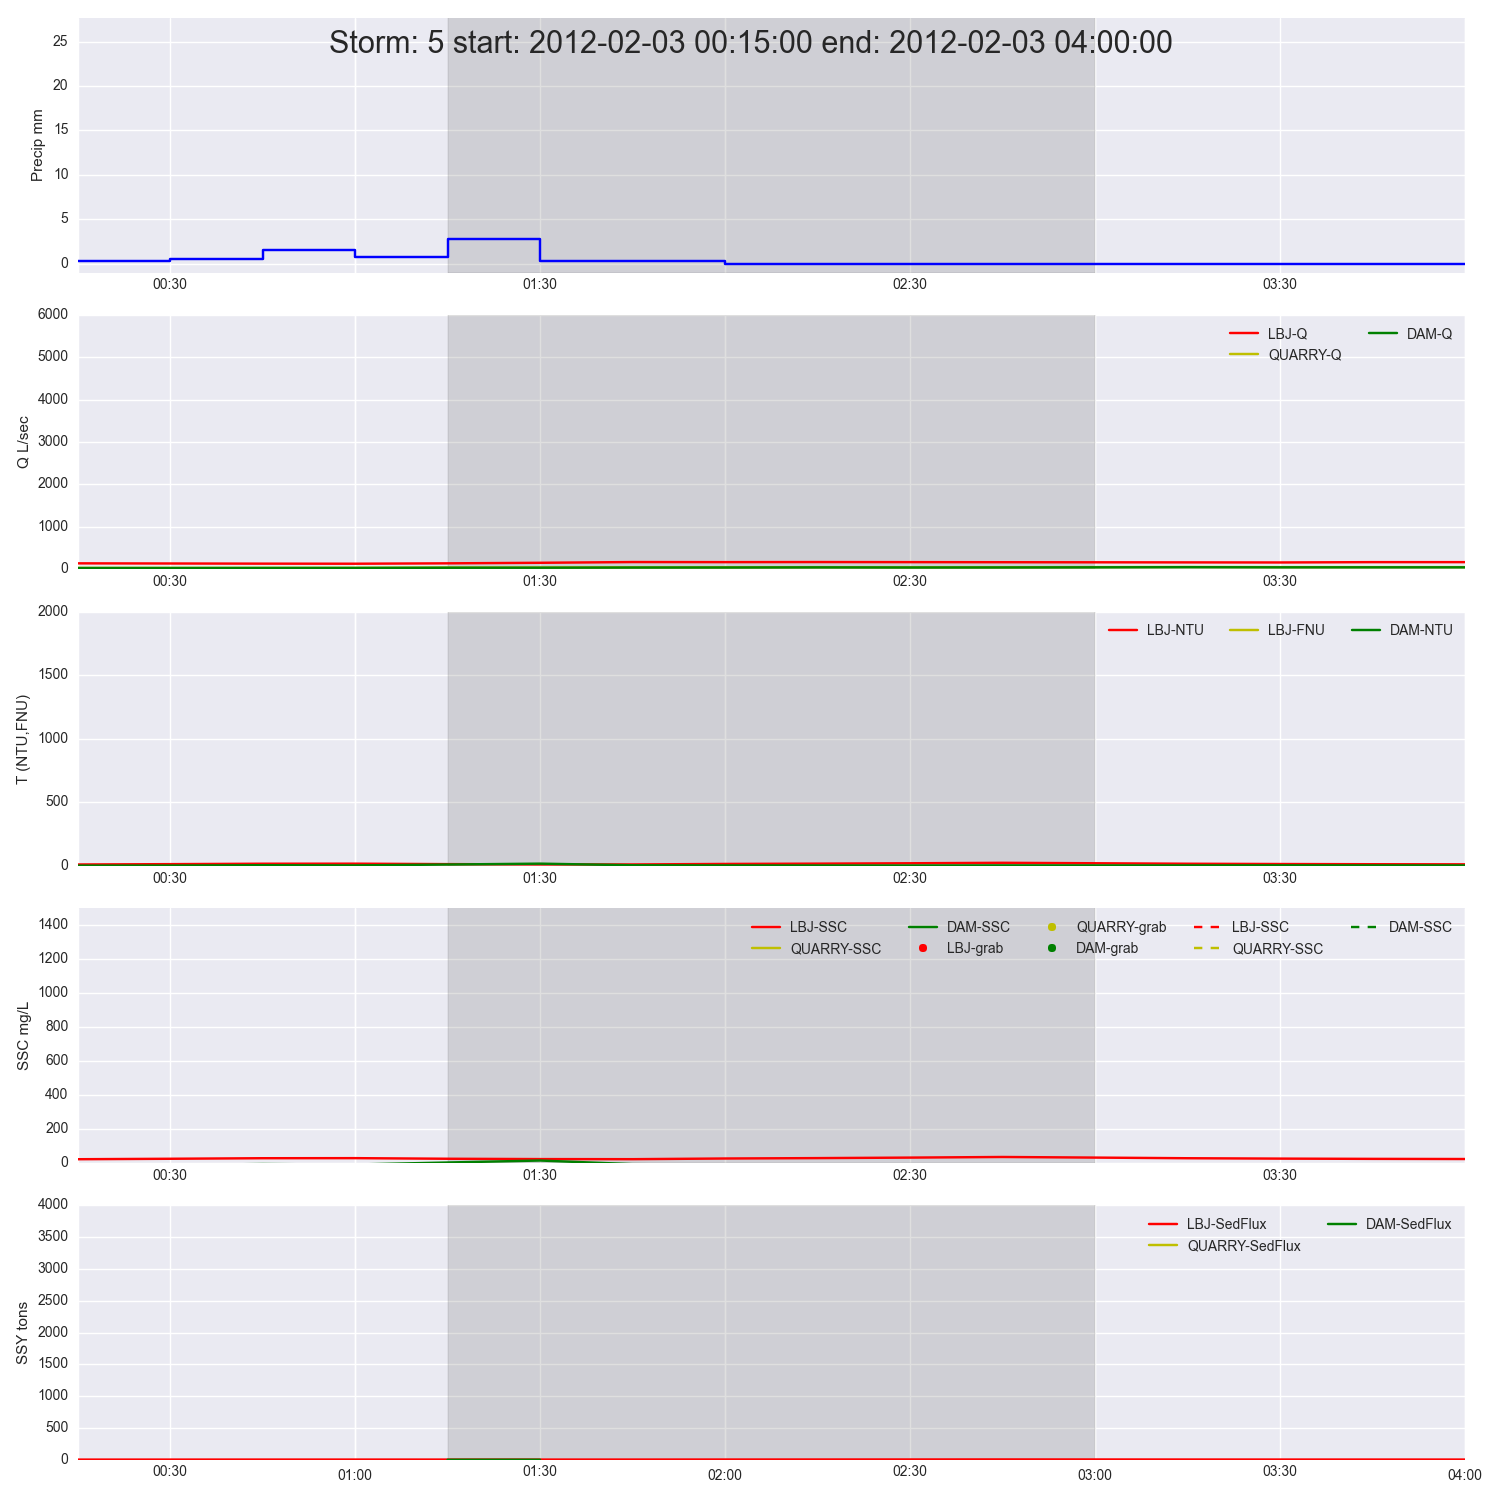 Storm: 5 start: 2012-02-03 00:15:00 end: 2012-02-03 04:00:00
Precip mm
25
20
15
10
5
0
00:30 01:30 02:30 03:30
Q L/sec
6000
5000
4000
3000
2000
1000
0
LBJ-Q DAM-Q
QUARRY-Q
00:30 01:30 02:30 03:30
T (NTU,FNU)
2000
1500
1000
500
0
LBJ-NTU LBJ-FNU DAM-NTU
00:30 01:30 02:30 03:30
SSC mg/L
1400
1200
1000
800
600
400
200
0
LBJ-SSC DAM-SSC QUARRY-grab LBJ-SSC DAM-SSC
QUARRY-SSC LBJ-grab DAM-grab QUARRY-SSC
00:30 01:30 02:30 03:30
SSY tons
4000
3500
3000
2500
2000
1500
1000
500
0
LBJ-SedFlux DAM-SedFlux
QUARRY-SedFlux
00:30 01:00 01:30 02:00 02:30 03:00 03:30 04:00